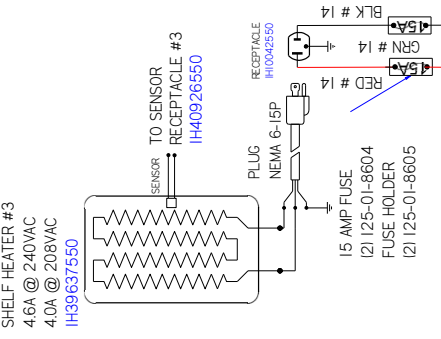 SHELF HEATER #3
4.6A @ 240VAC
4.0A @ 208VAC
IH39637550
SENSOR
TO SENSOR
RECEPTACLE #3
IH40926550
PLUG
NEMA 6-15P
RECEPTACLE
IHI0042550
BLK # 14
15A
GRN # 14
15A
RED # 14
15 AMP FUSE
(2) 125-01-8604
FUSE HOLDER
(2) 125-01-8605